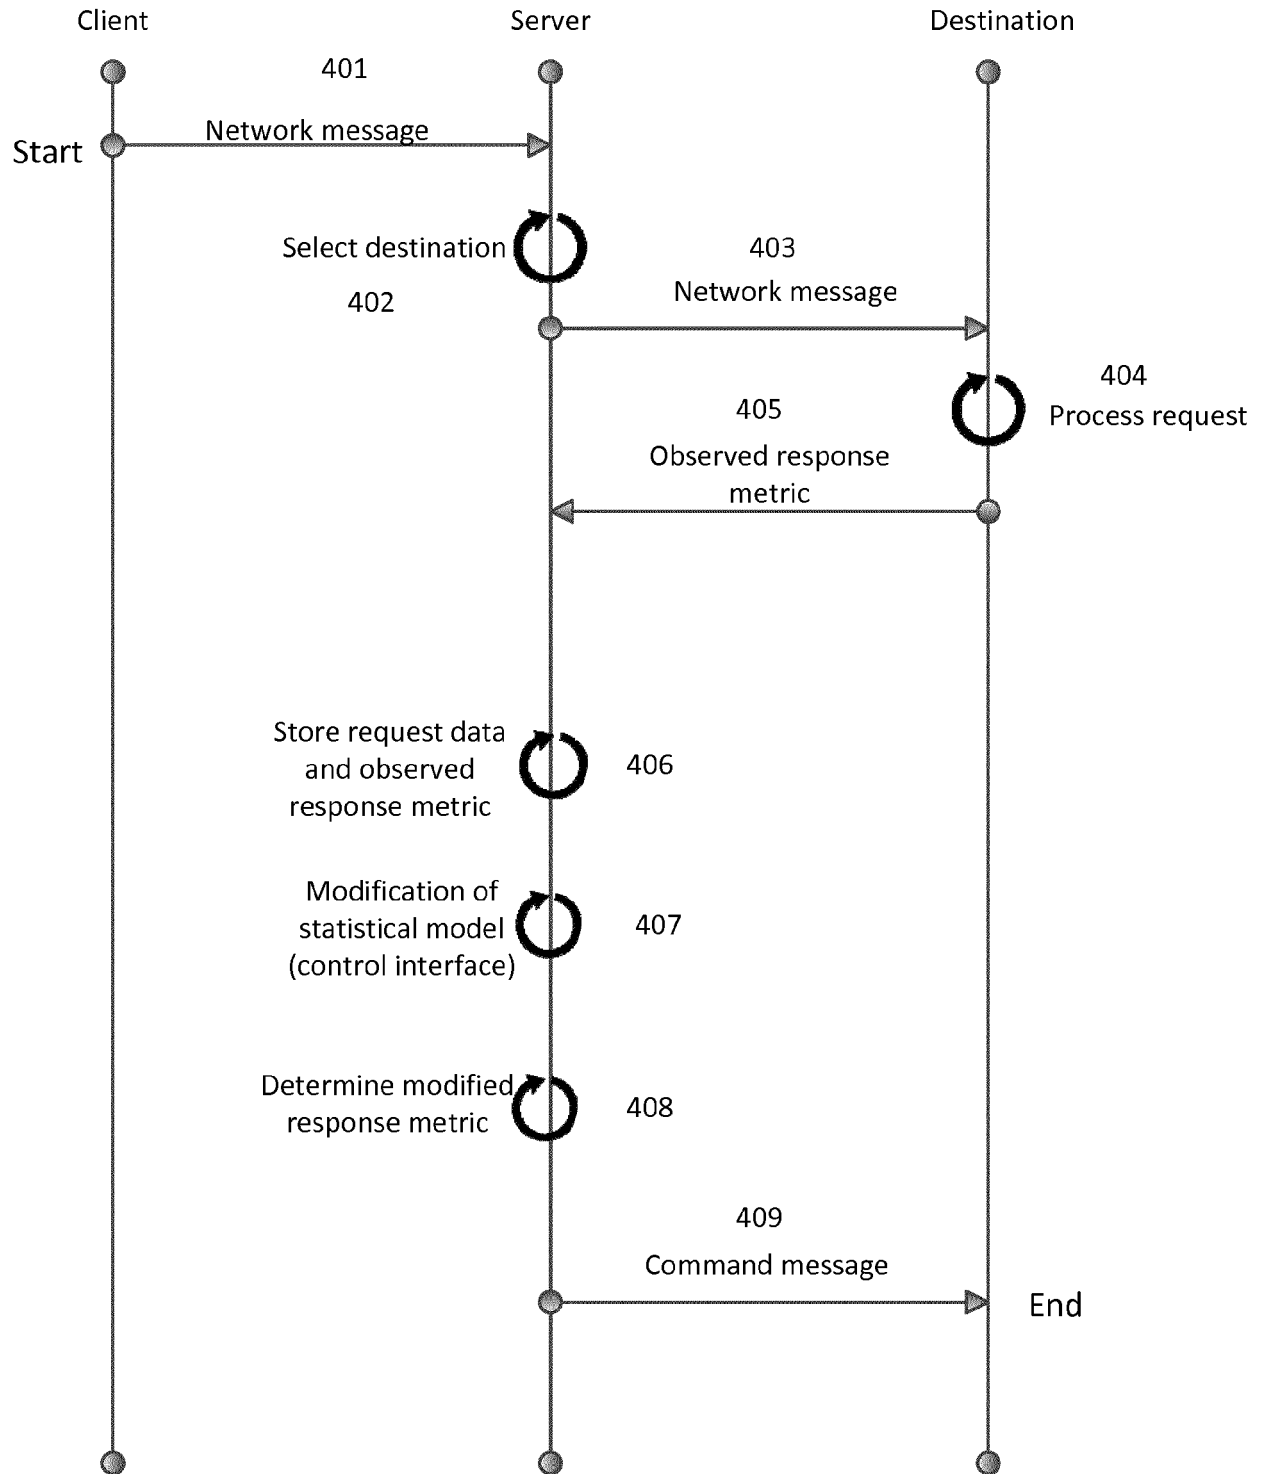 Client
Server
Destination
401
Network message
Start
Select destination
402
403
Network message
404
Process request
405
Observed response
metric
Store request data
and observed
response metric
406
Modification of
statistical model
(control interface)
407
Determine modified
response metric
408
409
Command message
End